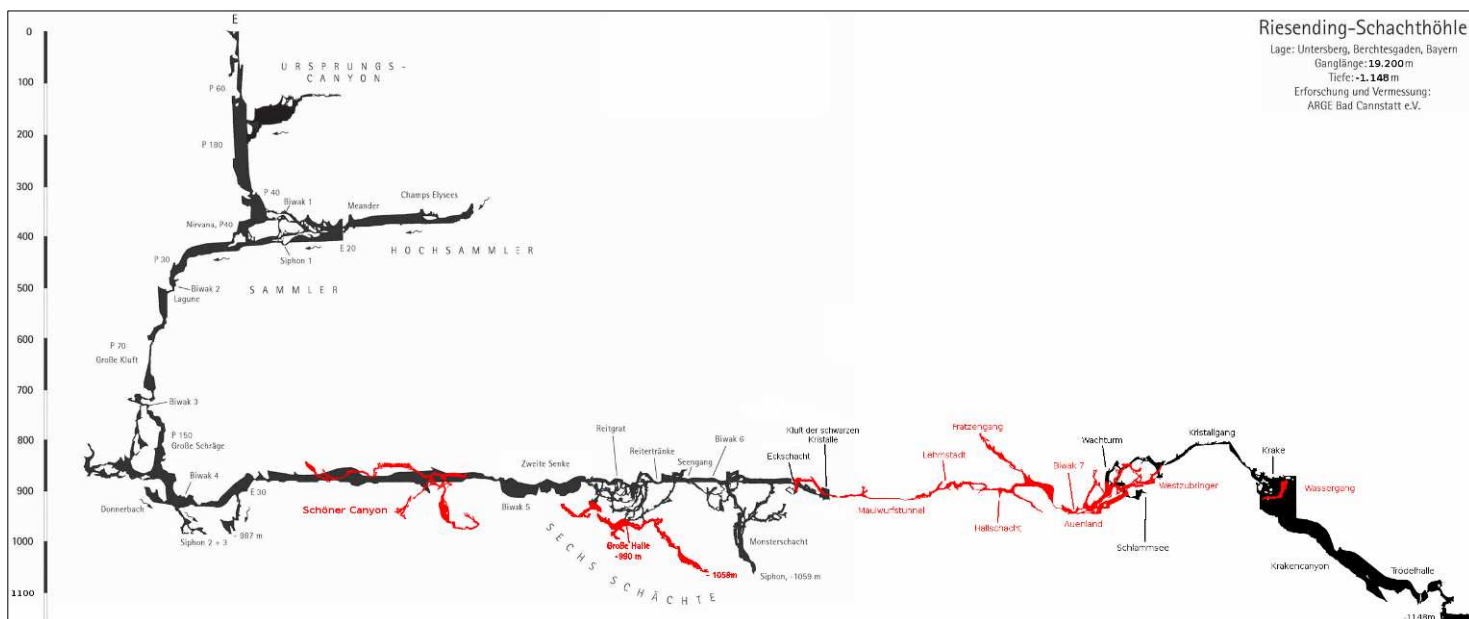 Riesending-Schachthöhle
Lage: Untersberg, Berchtesgaden, Bayern
Ganglänge: 19.200 m
Tiefe: -1.148 m
Erforschung und Vermessung:
ARGE Bad Cannstatt e.V.
0
100
200
300
400
500
600
700
800
900
1000
1100
E
URSPRUNGS-
CANYON
P 60
P 180
P 40
Biwak 1
Meander
Champs Elysees
Nirvana, P40
E 20
HOCHSAMMLER
Siphon 1
P 30
Biwak 2
SAMMLER
Lagune
P 70
Große Kluft
Biwak 3
P 150
Große Schräge
Biwak 4
E 30
Donnerbach
Siphon 2 + 3
- 987 m
Schöner Canyon
Zweite Senke
Biwak 5
Reitgrat
Reitertränke
Seengang
Biwak 6
SECHS SCHÄCHTE
Große Halle
-990 m
- 1058m
Monsterschacht
Siphon, -1059 m
Eckschacht
Kluft der schwarzen
Kristalle
Maulwurfstunnel
Lehmstadt
Fratzengang
Hallschacht
Biwak 7
Auenland
Wachturm
Westzubringer
Schlammsee
Kristallgang
Krake
Wassergang
Krakencanyon
Trödelhalle
-1148m